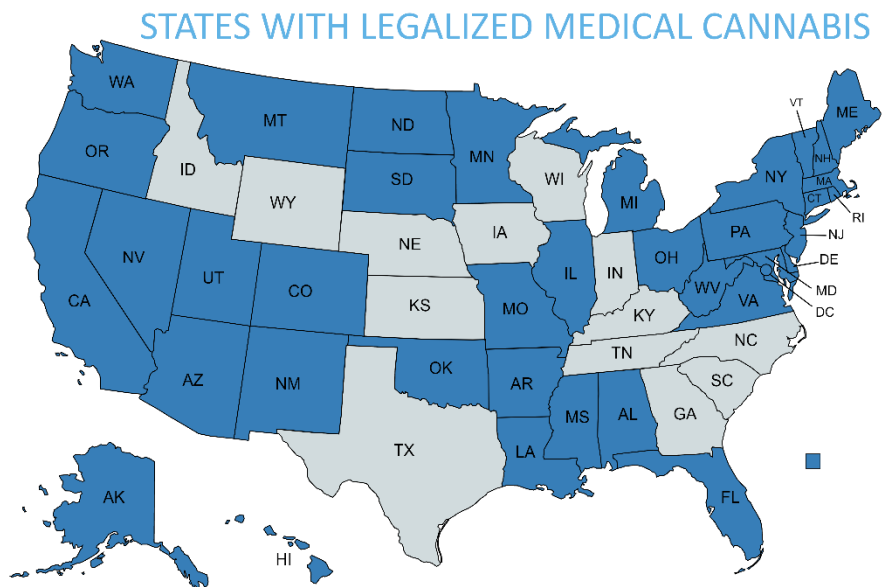 STATES WITH LEGALIZED MEDICAL CANNABIS
WA
MT
ND
MN
VT
ME
OR
ID
SD
WI
NY
NH
MA
CT
RI
WY
MI
IA
PA
NJ
NE
OH
DE
NV
UT
CO
IL
IN
WV
MD
CA
KS
MO
VA
DC
KY
NC
TN
AZ
NM
OK
AR
SC
MS
AL
GA
TX
LA
AK
FL
HI